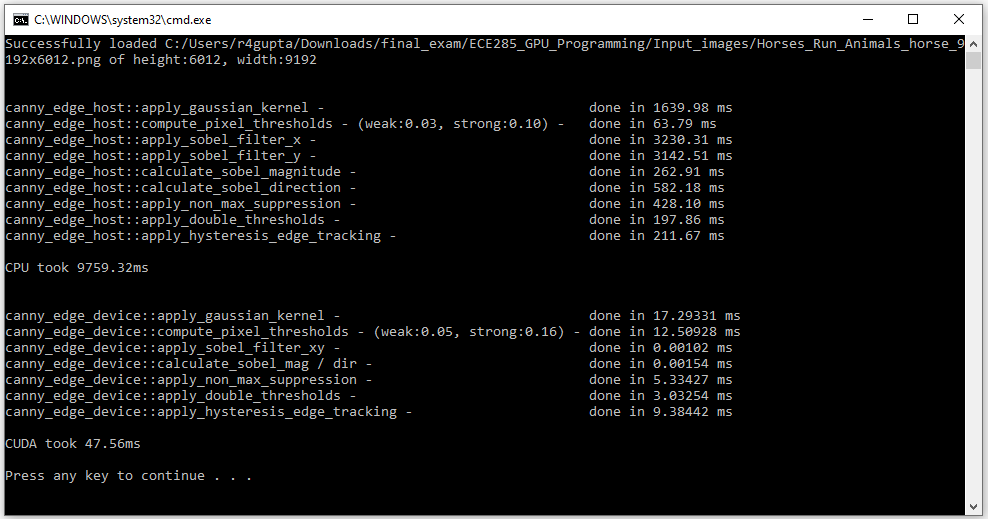 C:\WINDOWS\system32\cmd.exe
Successfully loaded C:/Users/r4gupta/Downloads/final_exam/ECE285_GPU_Programming/Input_images/Horses_Run_Animals_horse_9
192x6012.png of height:6012, width:9192
canny_edge_host::apply_gaussian_kernel - done in 1639.98 ms
canny_edge_host::compute_pixel_thresholds - (weak:0.03, strong:0.10) - done in 63.79 ms
canny_edge_host::apply_sobel_filter_x - done in 3230.31 ms
canny_edge_host::apply_sobel_filter_y - done in 3142.51 ms
canny_edge_host::calculate_sobel_magnitude - done in 262.91 ms
canny_edge_host::calculate_sobel_direction - done in 582.18 ms
canny_edge_host::apply_non_max_suppression - done in 428.10 ms
canny_edge_host::apply_double_thresholds - done in 197.86 ms
canny_edge_host::apply_hysteresis_edge_tracking - done in 211.67 ms
CPU took 9759.32ms
canny_edge_device::apply_gaussian_kernel - done in 17.29331 ms
canny_edge_device::compute_pixel_thresholds - (weak:0.05, strong:0.16) - done in 12.50928 ms
canny_edge_device::apply_sobel_filter_xy - done in 0.00102 ms
canny_edge_device::calculate_sobel_mag / dir - done in 0.00154 ms
canny_edge_device::apply_non_max_suppression - done in 5.33427 ms
canny_edge_device::apply_double_thresholds - done in 3.03254 ms
canny_edge_device::apply_hysteresis_edge_tracking - done in 9.38442 ms
CUDA took 47.56ms
Press any key to continue . . .